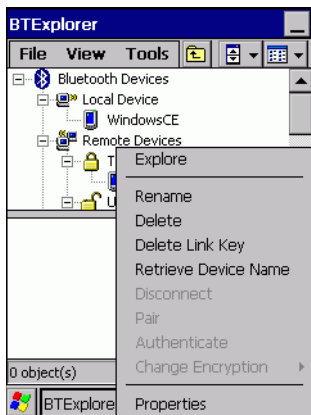 BTExplorer
File View Tools
Bluetooth Devices
Local Device
WindowsCE
Remote Devices
T
U
Explore
Rename
Delete
Delete Link Key
Retrieve Device Name
Disconnect
Pair
Authenticate
Change Encryption
Properties
0 object(s)
BTExplore